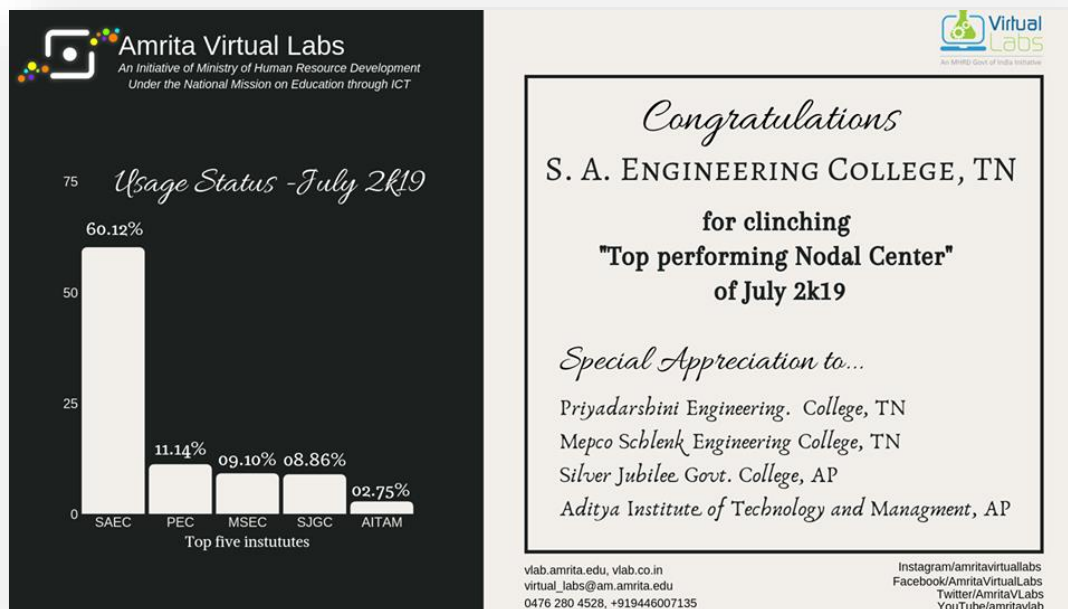 Amrita Virtual Labs
An Initiative of Ministry of Human Resource Development
Under the National Mission on Education through ICT
Usage Status -July 2k19
75
50
25
0
60.12%
11.14%
09.10%
08.86%
02.75%
SAEC PEC MSEC SJGC AITAM
Top five instututes
Virtual
Labs
An MHRD Govt of India Initiative
Congratulations
S. A. ENGINEERING COLLEGE, TN
for clinching
"Top performing Nodal Center"
of July 2k19
Special Appreciation to...
Priyadarshini Engineering. College, TN
Mepco Schlenk Engineering College, TN
Silver Jubilee Govt. College, AP
Aditya Institute of Technology and Managment, AP
vlab.amrita.edu, vlab.co.in
virtual_labs@am.amrita.edu
0476 280 4528, +919446007135
Instagram/amritavirtuallabs
Facebook/AmritaVirtualLabs
Twitter/AmritaVLabs
YouTube/amritavlab